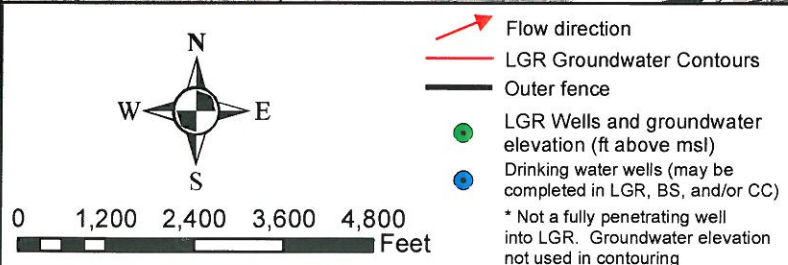 N
W E
S
0 1,200 2,400 3,600 4,800
Feet
Flow direction
LGR Groundwater Contours
Outer fence
LGR Wells and groundwater
elevation (ft above msl)
Drinking water wells (may be
completed in LGR, BS, and/or CC)
* Not a fully penetrating well
into LGR. Groundwater elevation
not used in contouring